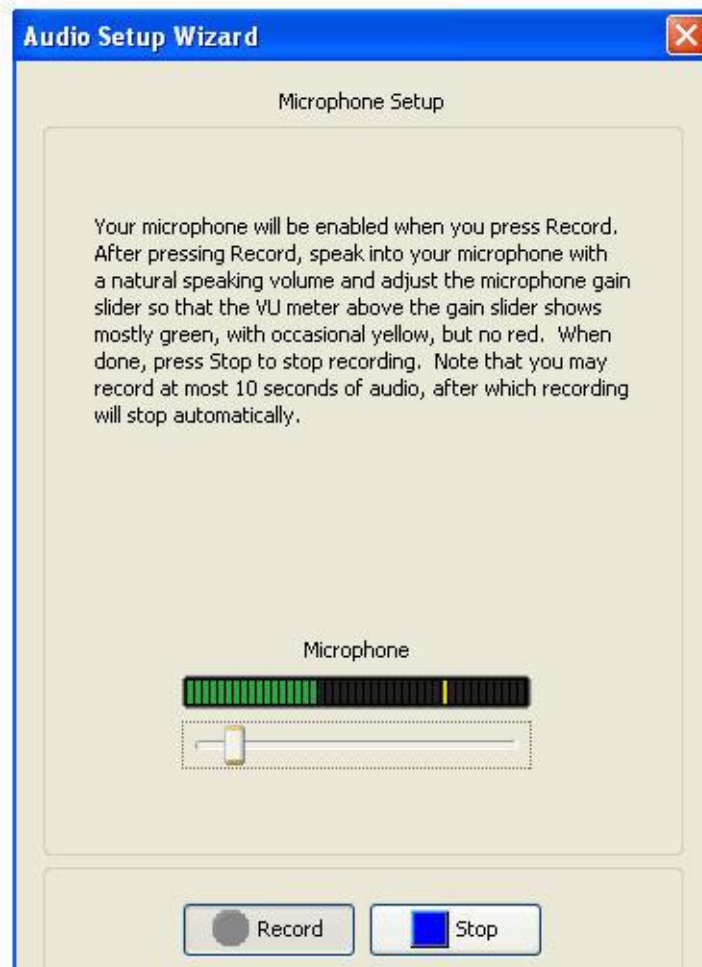 Audio Setup Wizard
Microphone Setup
Your microphone will be enabled when you press Record.
After pressing Record, speak into your microphone with
a natural speaking volume and adjust the microphone gain
slider so that the VU meter above the gain slider shows
mostly green, with occasional yellow, but no red.  When
done, press Stop to stop recording.  Note that you may
record at most 10 seconds of audio, after which recording
will stop automatically.
Microphone
Record
Stop